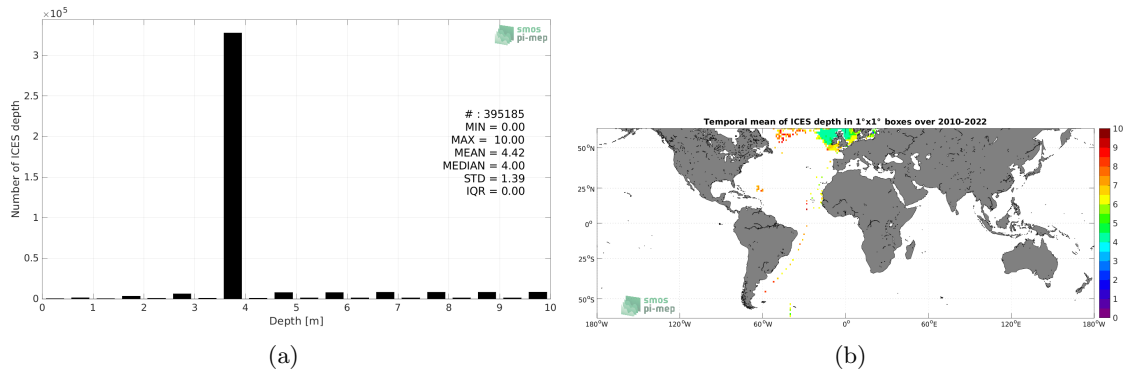 ×10⁵
smos
pi-mep
3
2.5
2
1.5
1
0.5
0
Number of ICES depth
# : 395185
MIN = 0.00
MAX = 10.00
MEAN = 4.42
MEDIAN = 4.00
STD = 1.39
IQR = 0.00
0 1 2 3 4 5 6 7 8 9 10
Depth [m]
(a)
Temporal mean of ICES depth in 1°x1° boxes over 2010-2022
50°N
25°N
0°
25°S
50°S
smos
pi-mep
180°W 120°W 60°W 0°E 60°E 120°E 180°W
10
9
8
7
6
5
4
3
2
1
0
(b)